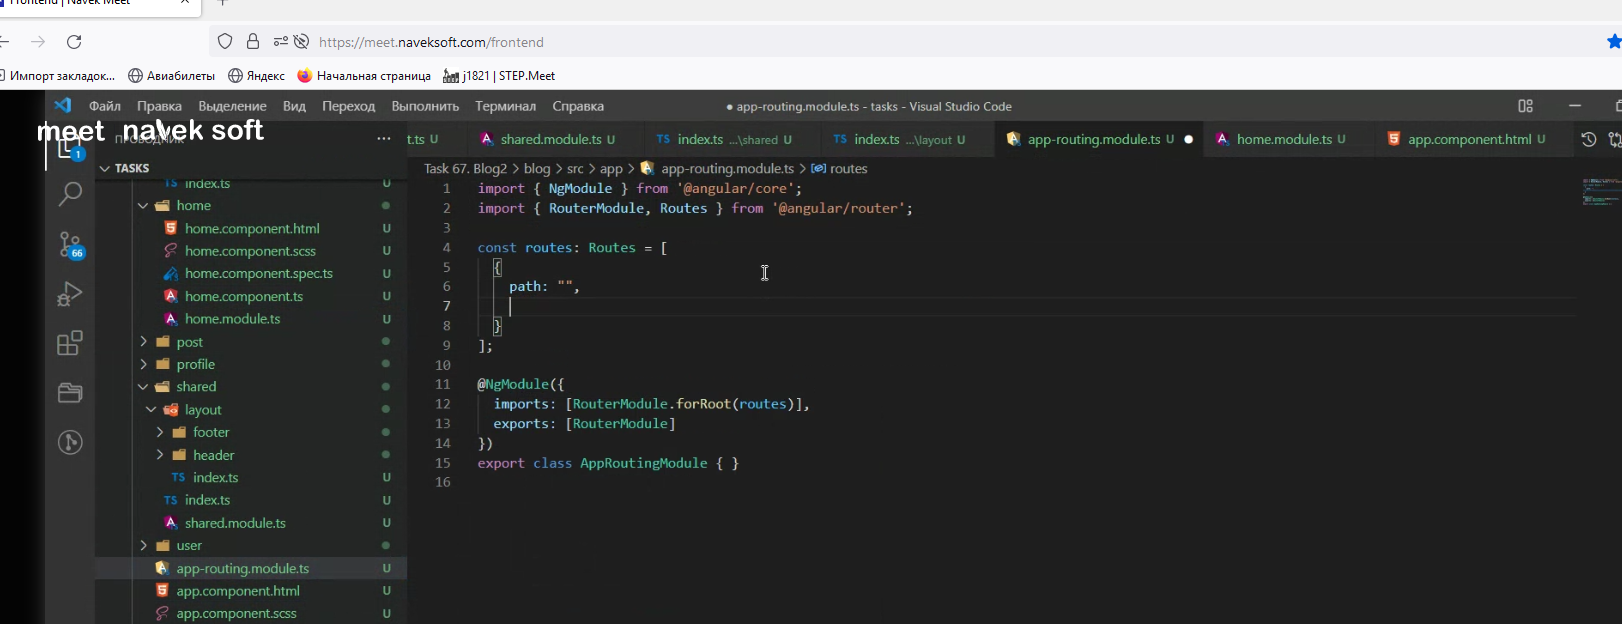 Frontend | Navek Meet
https://meet.naveksoft.com/frontend
Импорт закладок... Авиабилеты Яндекс Начальная страница j1821 | STEP.Meet
Файл Правка Выделение Вид Переход Выполнить Терминал Справка
● app-routing.module.ts - tasks - Visual Studio Code
meet navek soft
ПРОВОДНИК ...
t.ts U shared.module.ts U index.ts ...\shared U index.ts ...\layout U app-routing.module.ts U ● home.module.ts U app.component.html U
1
TASKS
Task 67. Blog2 > blog > src > app > app-routing.module.ts > routes
index.ts U
home
home.component.html U
home.component.scss U
66
home.component.spec.ts U
home.component.ts U
home.module.ts U
post
profile
shared
layout
footer
header
index.ts U
index.ts U
shared.module.ts U
user
app-routing.module.ts U
app.component.html U
app.component.scss U
1 import { NgModule } from '@angular/core';
2 import { RouterModule, Routes } from '@angular/router';
3
4 const routes: Routes = [
5 {
6 path: "",
7
8 }
9 ];
10
11 @NgModule({
12 imports: [RouterModule.forRoot(routes)],
13 exports: [RouterModule]
14 })
15 export class AppRoutingModule { }
16